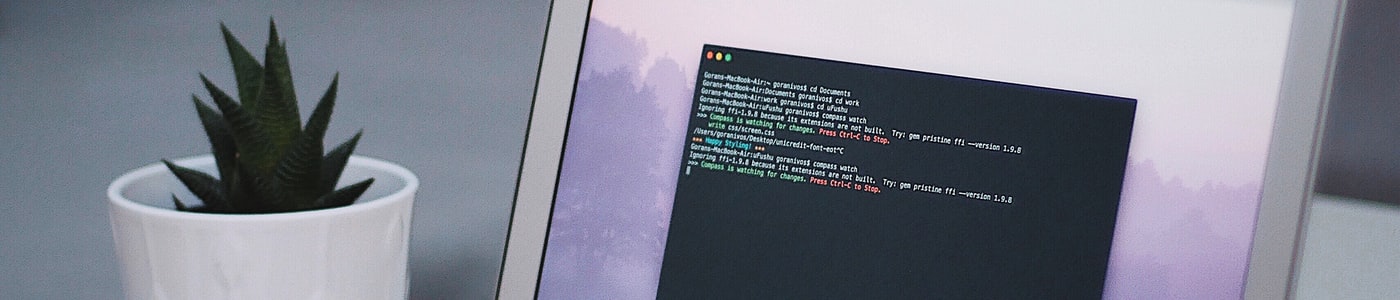 Gorans-MacBook-Air:~ goranivos$ cd Documents
Gorans-MacBook-Air:Documents goranivos$ cd work
Gorans-MacBook-Air:work goranivos$ cd uFushu
Gorans-MacBook-Air:uFushu goranivos$ compass watch
Ignoring ffi-1.9.8 because its extensions are not built.  Try: gem pristine ffi --version 1.9.8
>>> Compass is watching for changes. Press Ctrl-C to Stop.
    write css/screen.css
/Users/goranivos/Desktop/unicredit-font-eot^C
*** Happy Styling! ***
Gorans-MacBook-Air:uFushu goranivos$ compass watch
Ignoring ffi-1.9.8 because its extensions are not built.  Try: gem pristine ffi --version 1.9.8
>>> Compass is watching for changes. Press Ctrl-C to Stop.